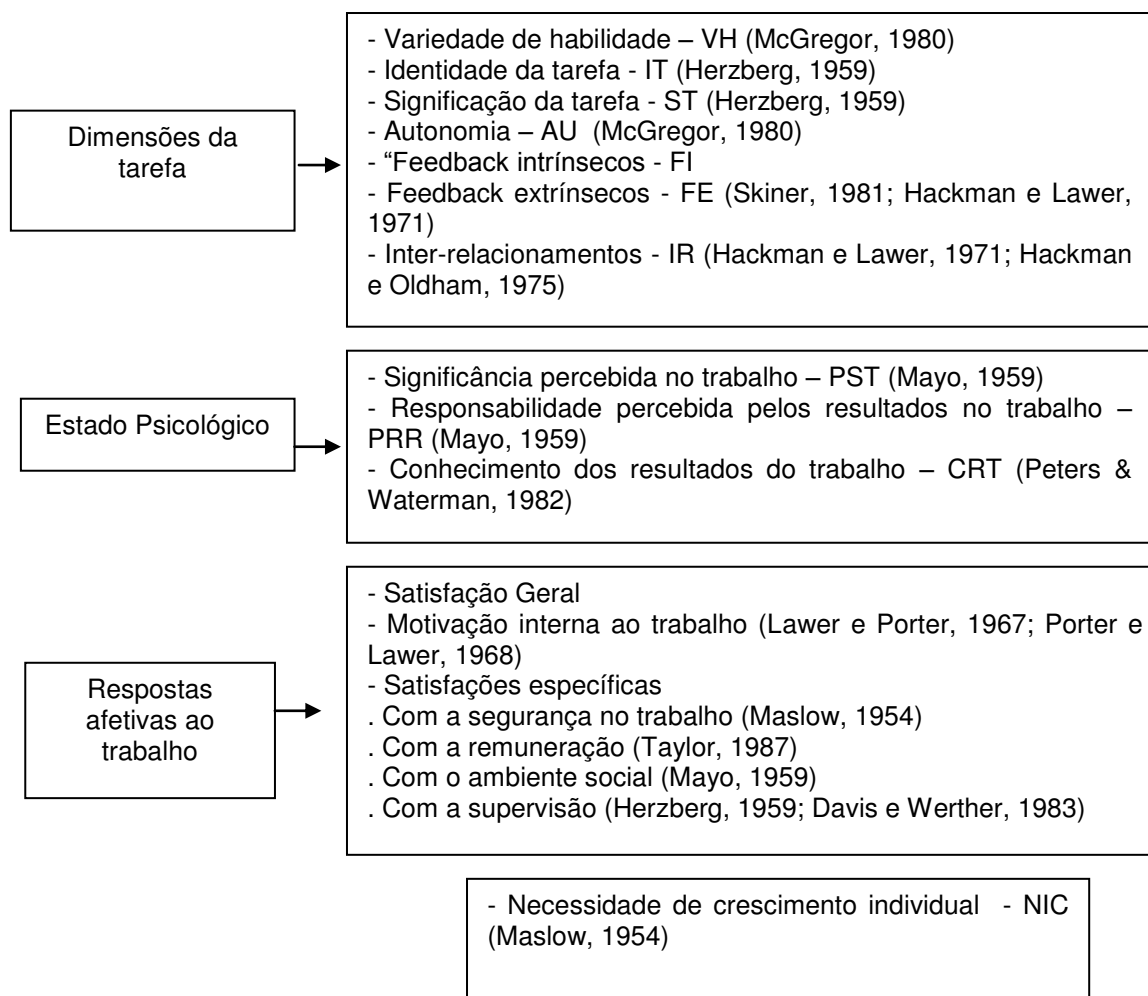 Dimensões da
tarefa
- Variedade de habilidade – VH (McGregor, 1980)
- Identidade da tarefa - IT (Herzberg, 1959)
- Significação da tarefa - ST (Herzberg, 1959)
- Autonomia – AU (McGregor, 1980)
- “Feedback intrínsecos - FI
- Feedback extrínsecos - FE (Skiner, 1981; Hackman e Lawer,
1971)
- Inter-relacionamentos - IR (Hackman e Lawer, 1971; Hackman
e Oldham, 1975)
Estado Psicológico
- Significância percebida no trabalho – PST (Mayo, 1959)
- Responsabilidade percebida pelos resultados no trabalho –
PRR (Mayo, 1959)
- Conhecimento dos resultados do trabalho – CRT (Peters &
Waterman, 1982)
Respostas
afetivas ao
trabalho
- Satisfação Geral
- Motivação interna ao trabalho (Lawer e Porter, 1967; Porter e
Lawer, 1968)
- Satisfações específicas
. Com a segurança no trabalho (Maslow, 1954)
. Com a remuneração (Taylor, 1987)
. Com o ambiente social (Mayo, 1959)
. Com a supervisão (Herzberg, 1959; Davis e Werther, 1983)
- Necessidade de crescimento individual - NIC
(Maslow, 1954)